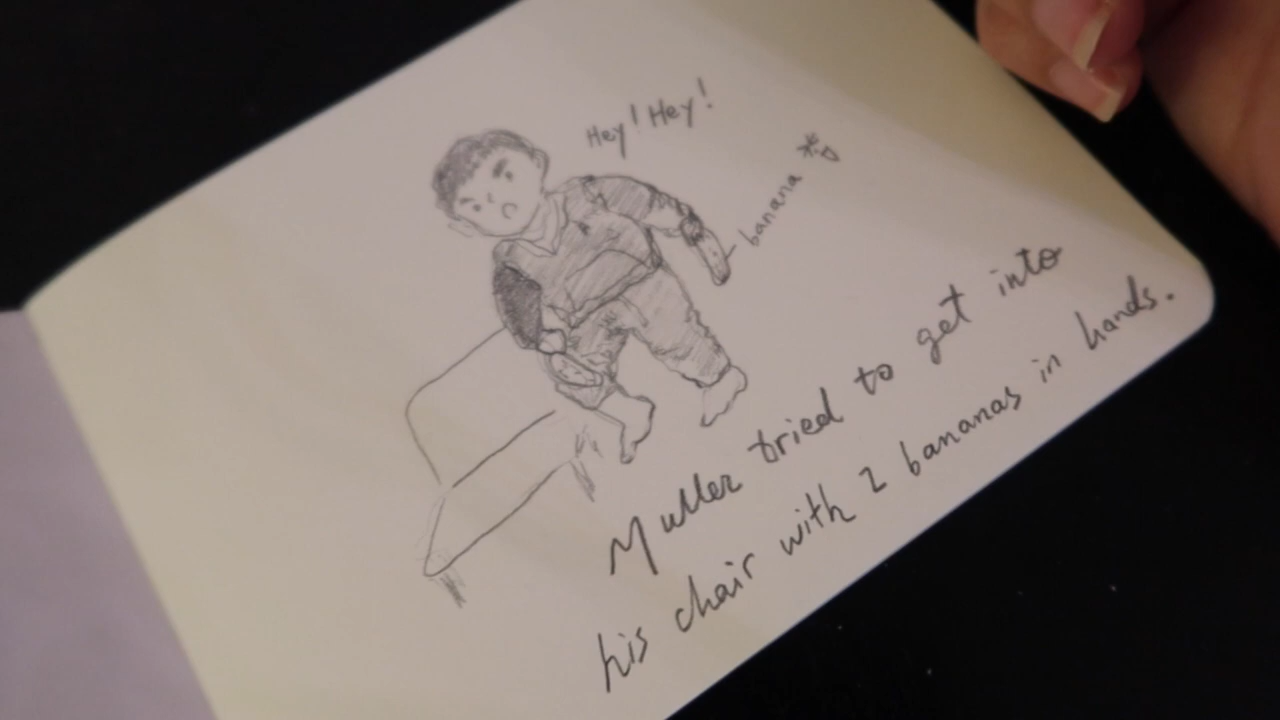 Hey! Hey!
banana
Muller tried to get into
his chair with 2 bananas in hands.